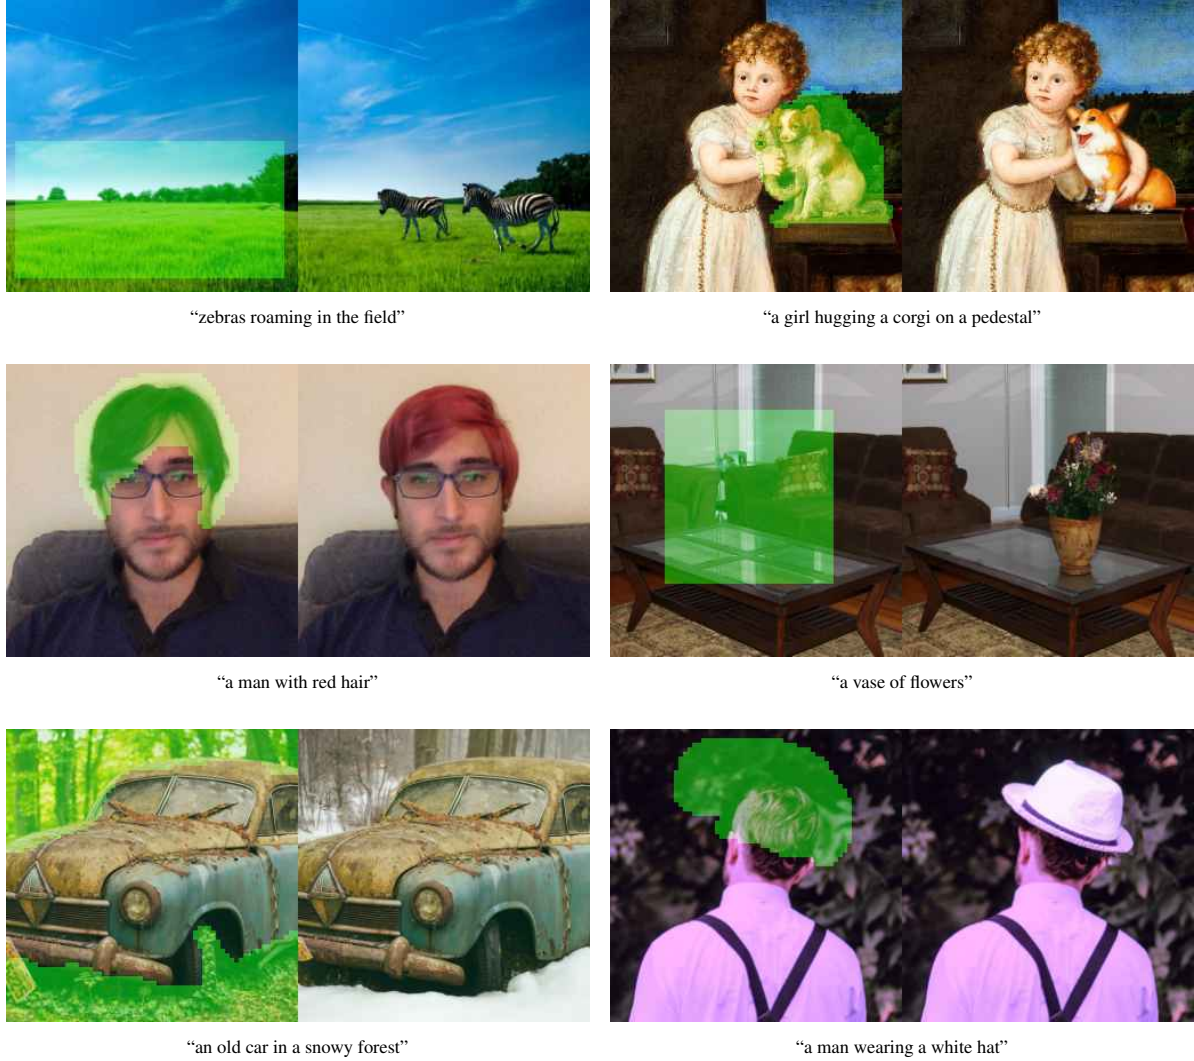 “zebras roaming in the field”
“a girl hugging a corgi on a pedestal”
“a man with red hair”
“a vase of flowers”
“an old car in a snowy forest”
“a man wearing a white hat”